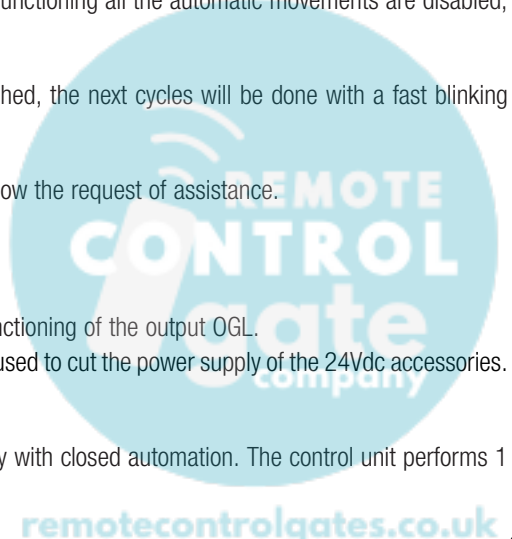 unctioning all the automatic movements are disabled,
hed, the next cycles will be done with a fast blinking
ow the request of assistance.
REMOTE
CONTROL
nctioning of the output OGL.
gate
used to cut the power supply of the 24Vdc accessories.
company
y with closed automation. The control unit performs 1
remotecontrolgates.co.uk